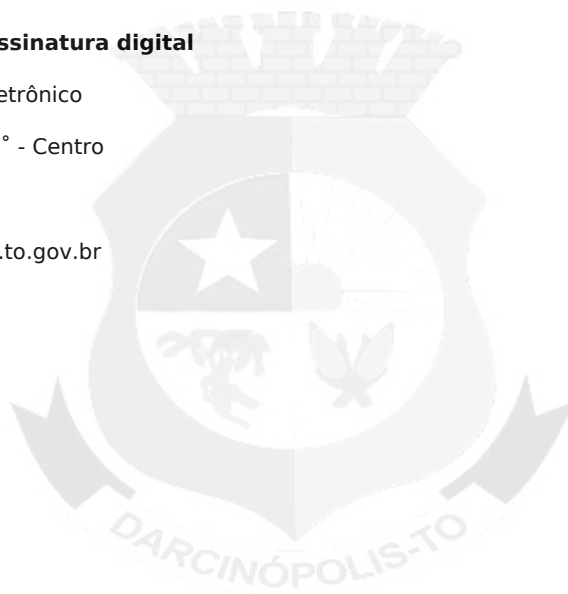 ssinatura digital
etrônico
° - Centro
.to.gov.br
DARCINÓPOLIS-TO